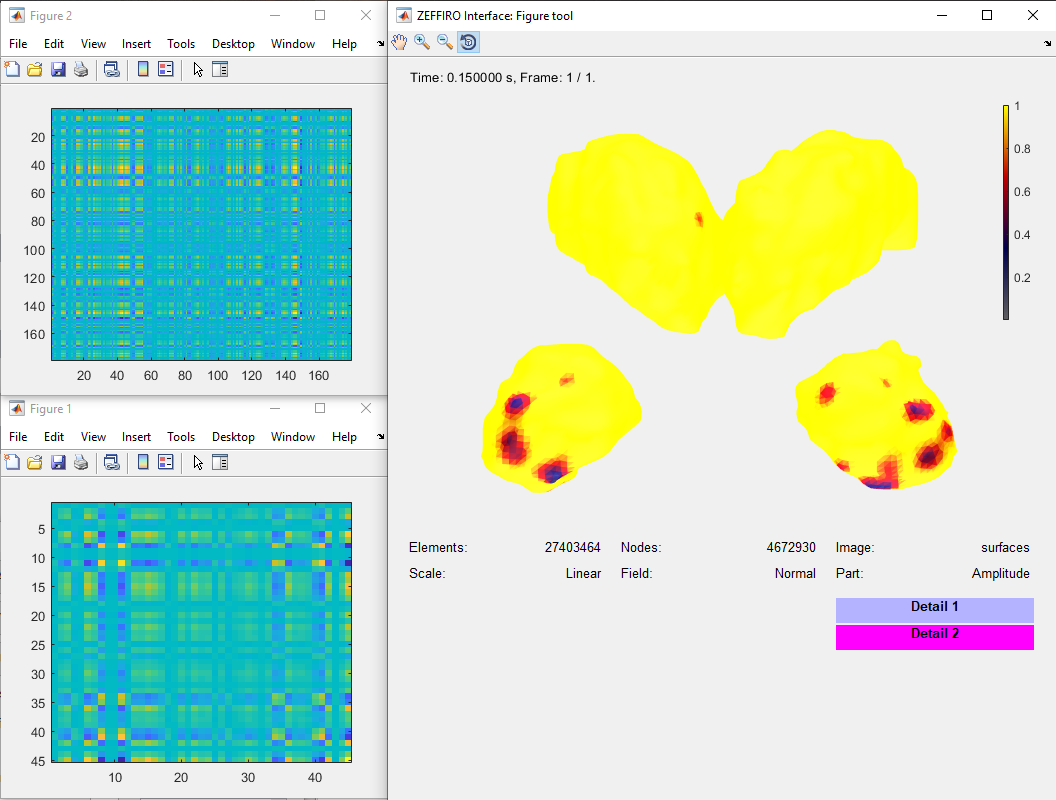 Figure 2
File Edit View Insert Tools Desktop Window Help
20
40
60
80
100
120
140
160
20 40 60 80 100 120 140 160
Figure 1
File Edit View Insert Tools Desktop Window Help
5
10
15
20
25
30
35
40
45
10 20 30 40
ZEFFIRO Interface: Figure tool
Time: 0.150000 s, Frame: 1 / 1.
1
0.8
0.6
0.4
0.2
Elements: 27403464 Nodes: 4672930 Image: surfaces
Scale: Linear Field: Normal Part: Amplitude
Detail 1
Detail 2